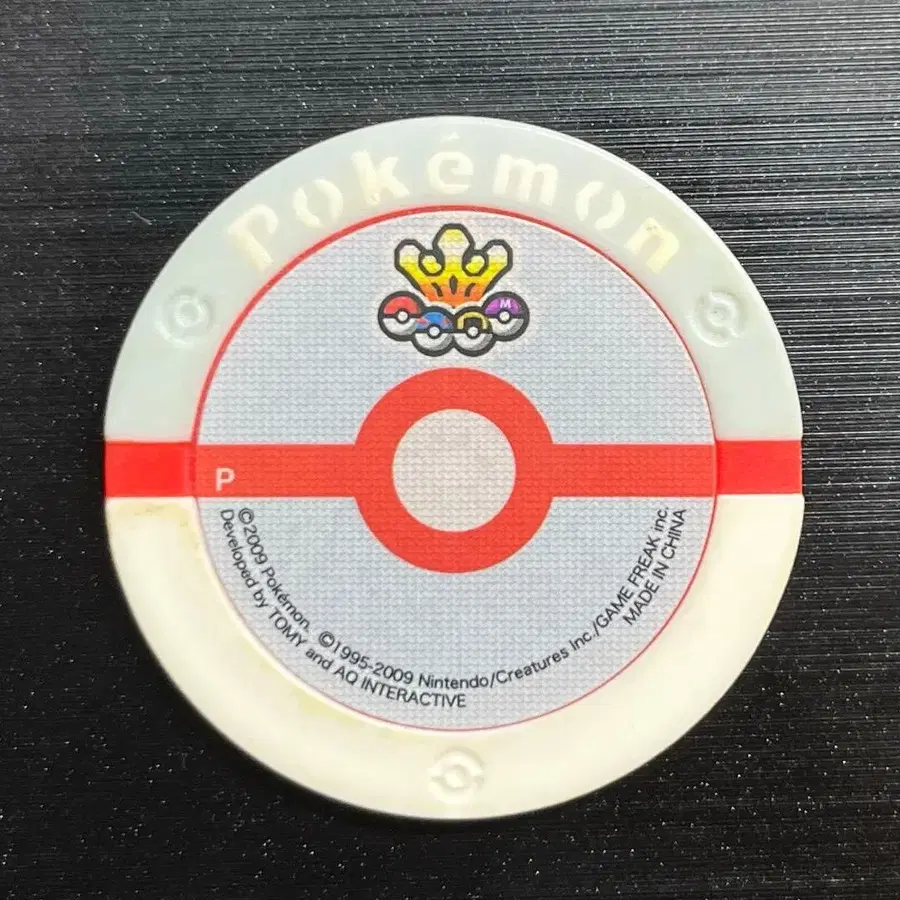 Pokémon
M
P
©2009 Pokémon. ©1995-2009 Nintendo/Creatures Inc./GAME FREAK inc.
Developed by TOMY and AQ INTERACTIVE
MADE IN CHINA